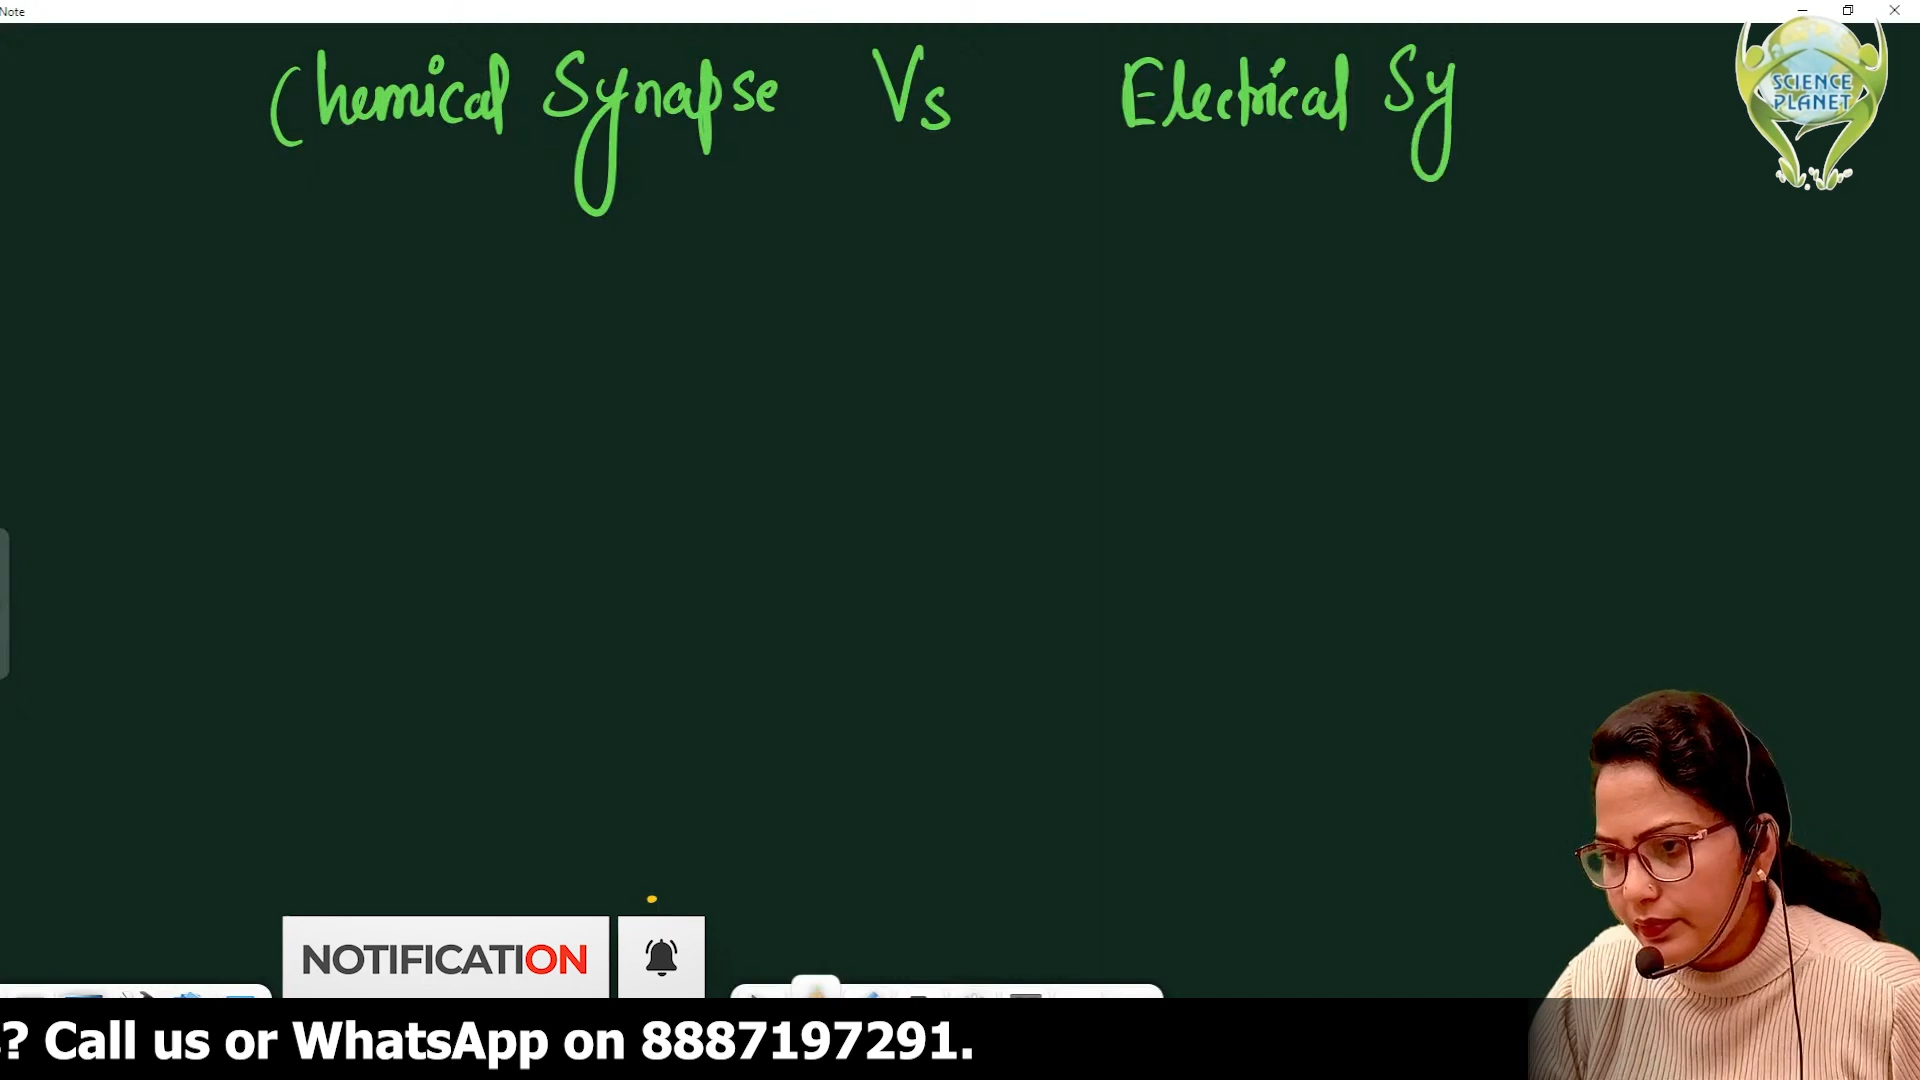 Note
Chemical Synapse Vs Electrical Sy
SCIENCE
PLANET
NOTIFICATION
? Call us or WhatsApp on 8887197291.